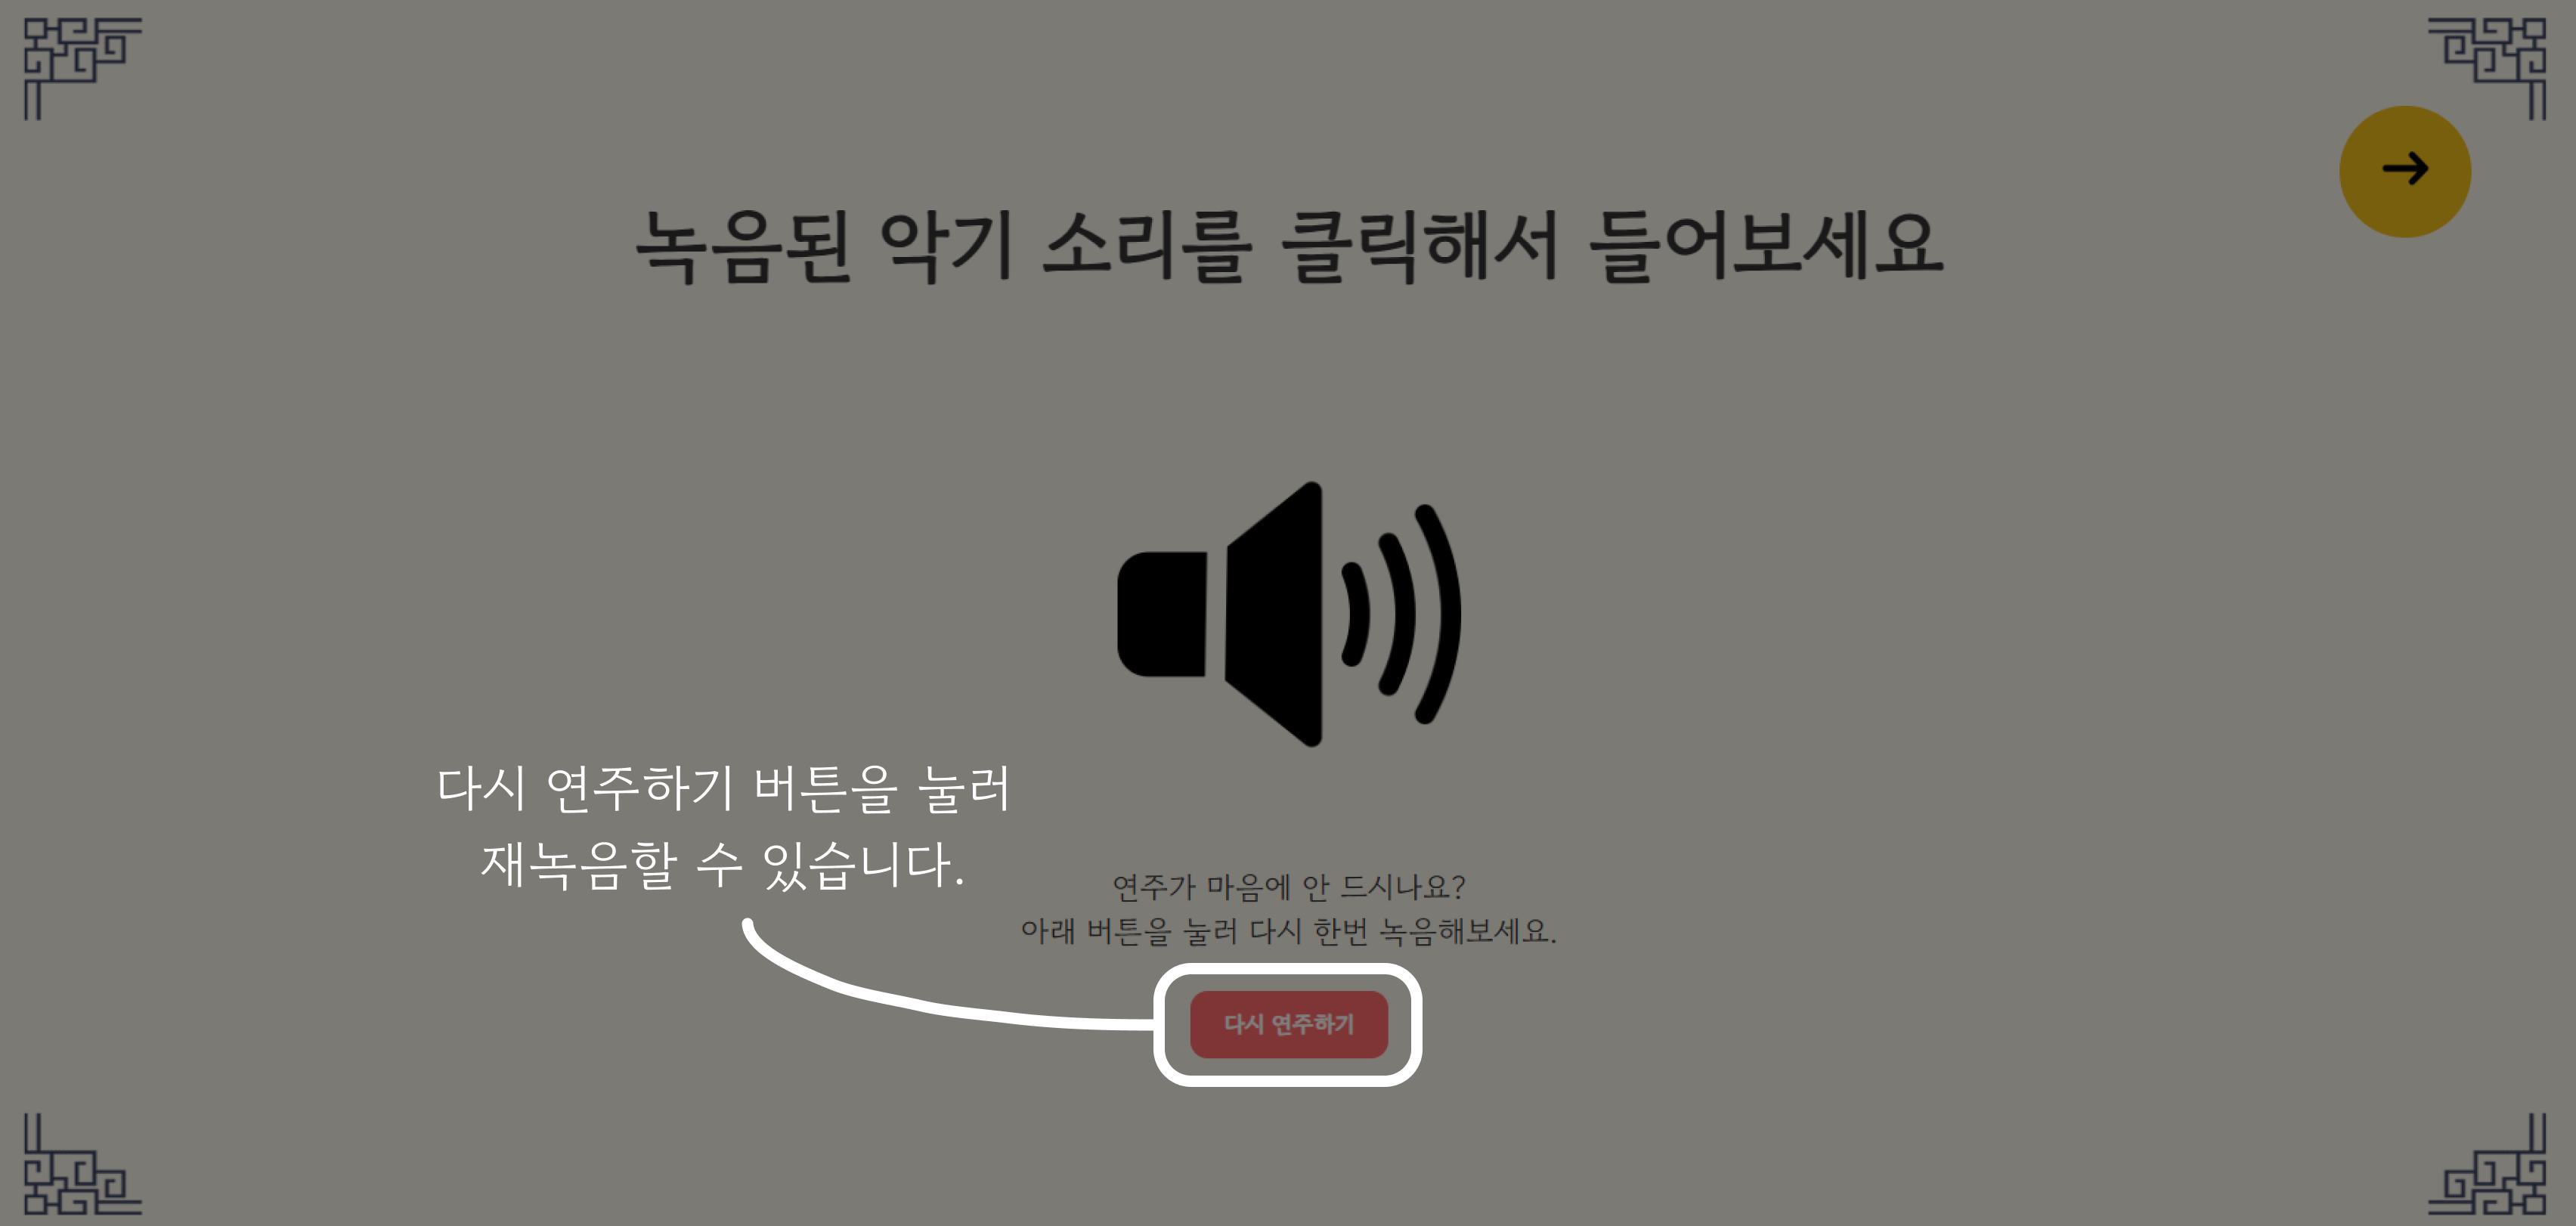 녹음된 악기 소리를 클릭해서 들어보세요
다시 연주하기 버튼을 눌러
재녹음할 수 있습니다.
연주가 마음에 안 드시나요?
아래 버튼을 눌러 다시 한번 녹음해보세요.
다시 연주하기